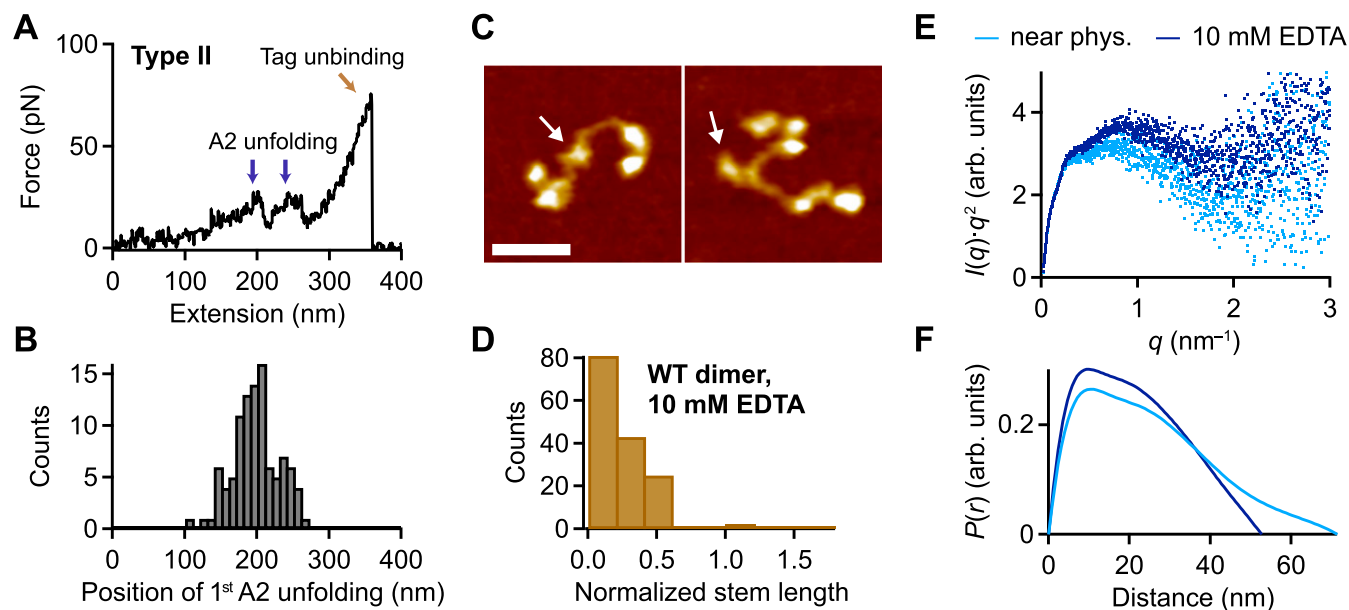 A
Type II
Tag unbinding
A2 unfolding
100
50
0
Force (pN)
0 100 200 300 400
Extension (nm)
B
15
10
5
0
Counts
0 100 200 300 400
Position of 1st A2 unfolding (nm)
C
D
WT dimer,
10 mM EDTA
80
60
40
20
0
Counts
0.0 0.5 1.0 1.5
Normalized stem length
E
near phys. 10 mM EDTA
4
2
0
I(q)·q² (arb. units)
0 1 2 3
q (nm–1)
F
0.2
0
P(n) (arb. units)
0 20 40 60
Distance (nm)